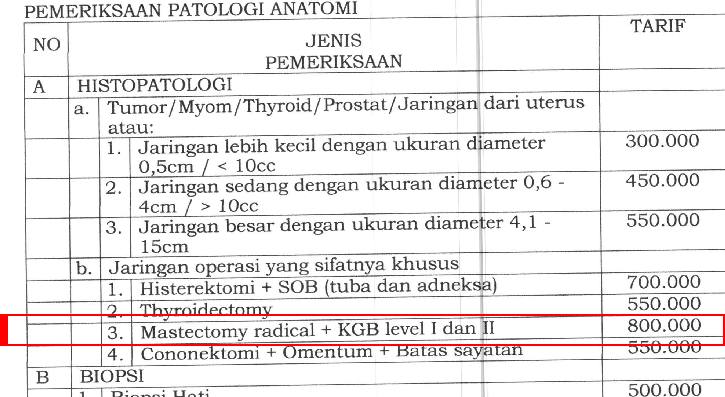 PEMERIKSAAN PATOLOGI ANATOMI
NO JENIS PEMERIKSAAN TARIF
A HISTOPATOLOGI
a. Tumor/Myom/Thyroid/Prostat/Jaringan dari uterus
atau:
1. Jaringan lebih kecil dengan ukuran diameter 300.000
0,5cm / < 10cc
2. Jaringan sedang dengan ukuran diameter 0,6 - 450.000
4cm / > 10cc
3. Jaringan besar dengan ukuran diameter 4,1 - 550.000
15cm
b. Jaringan operasi yang sifatnya khusus
1. Histerektomi + SOB (tuba dan adneksa) 700.000
2. Thyroidectomy 550.000
3. Mastectomy radical + KGB level I dan II 800.000
4. Cononektomi + Omentum + Batas sayatan 550.000
B BIOPSI
1. Biopsi Hati 500.000